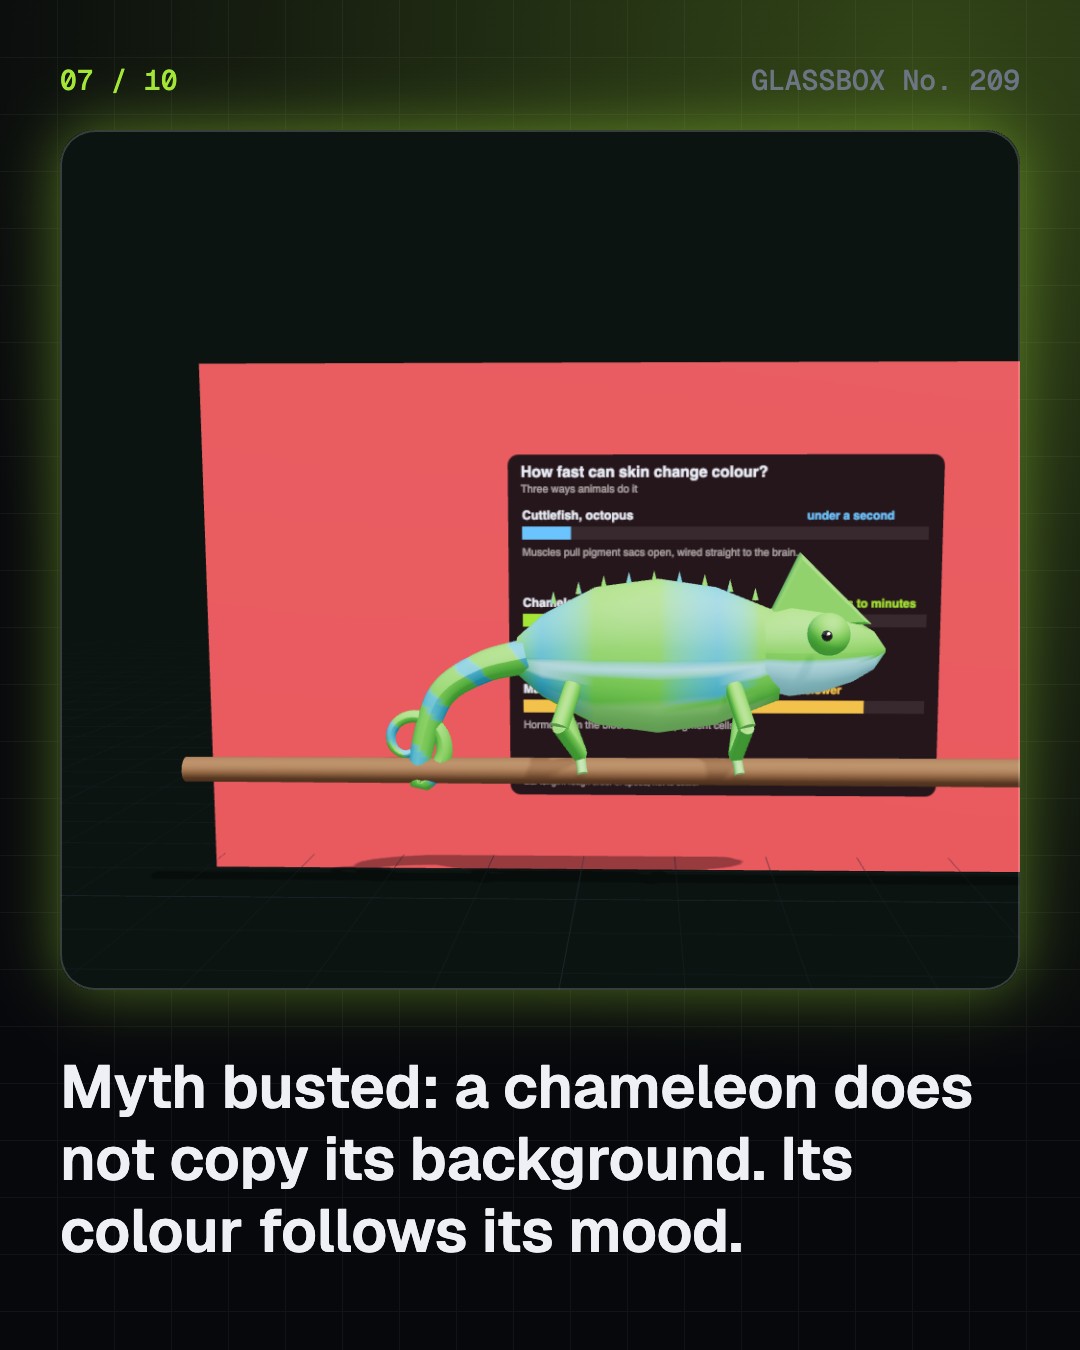 07 / 10
GLASSBOX No. 209
How fast can skin change colour?
Three ways animals do it
Cuttlefish, octopus
under a second
Muscles pull pigment sacs open, wired straight to the brain.
to minutes
Myth busted: a chameleon does
not copy its background. Its
colour follows its mood.